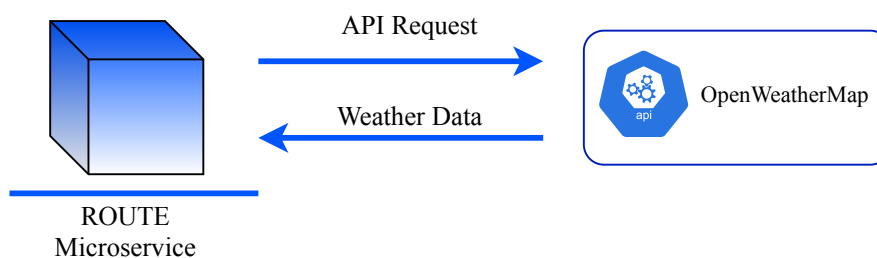 API Request
OpenWeatherMap
api
Weather Data
ROUTE
Microservice